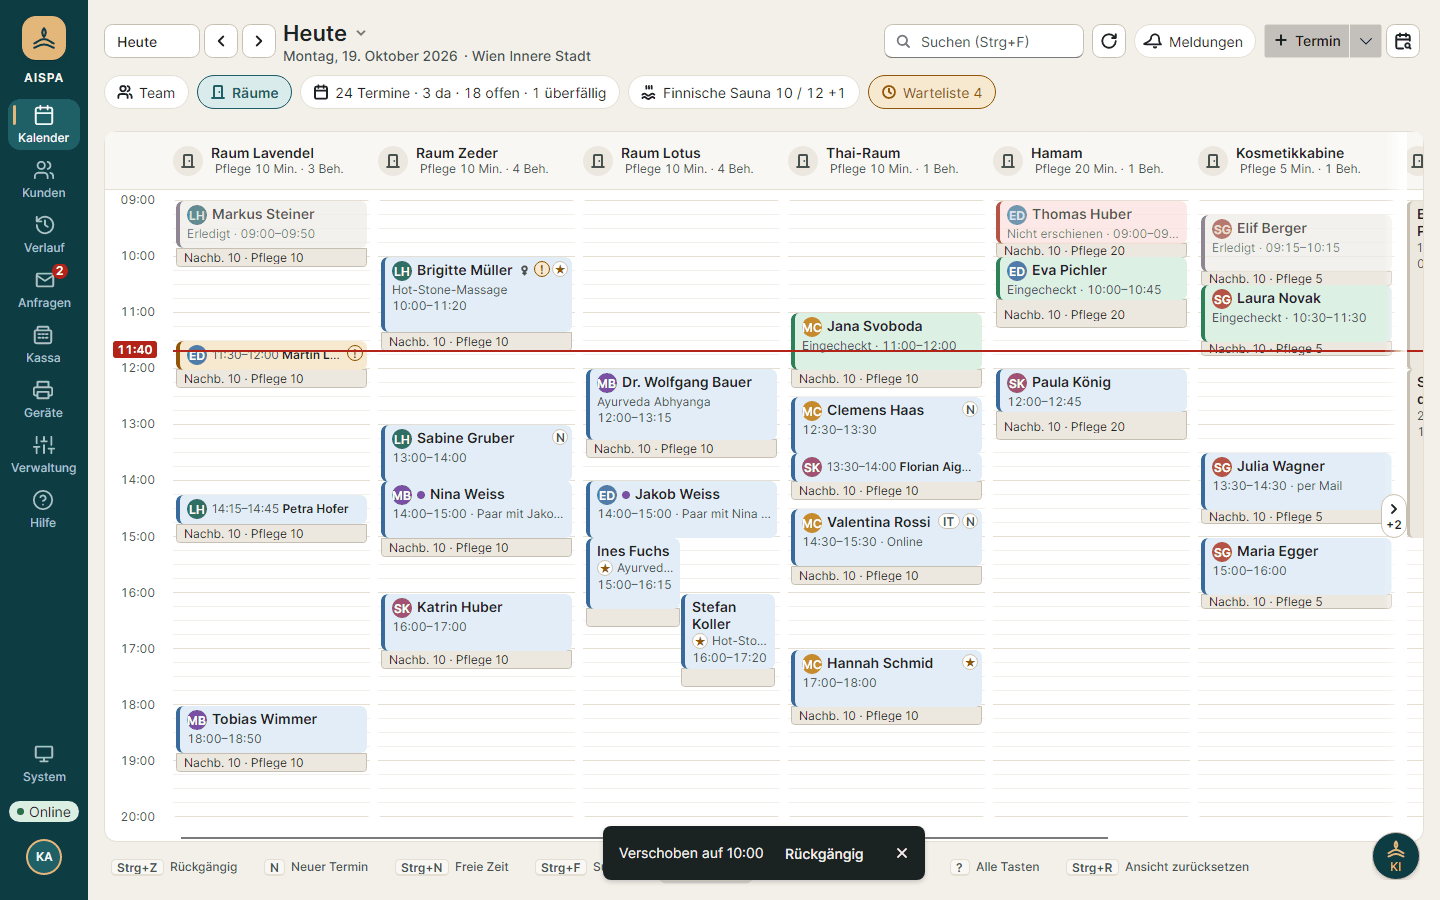 AISPA
Kalender
Kunden
Verlauf
2
Anfragen
Kassa
Geräte
Verwaltung
Hilfe
System
Online
KA
Heute
Heute
Montag, 19. Oktober 2026 · Wien Innere Stadt
Suchen (Strg+F)
Meldungen
+ Termin
Team
Räume
24 Termine · 3 da · 18 offen · 1 überfällig
Finnische Sauna 10 / 12 +1
Warteliste 4
Raum Lavendel
Pflege 10 Min. · 3 Beh.
Raum Zeder
Pflege 10 Min. · 4 Beh.
Raum Lotus
Pflege 10 Min. · 4 Beh.
Thai-Raum
Pflege 10 Min. · 1 Beh.
Hamam
Pflege 20 Min. · 1 Beh.
Kosmetikkabine
Pflege 5 Min. · 1 Beh.
09:00
10:00
11:00
11:40
12:00
13:00
14:00
15:00
16:00
17:00
18:00
19:00
20:00
LH Markus Steiner
Erledigt · 09:00–09:50
Nachb. 10 · Pflege 10
ED 11:30–12:00 Martin L... !
Nachb. 10 · Pflege 10
LH 14:15–14:45 Petra Hofer
Nachb. 10 · Pflege 10
MB Tobias Wimmer
18:00–18:50
Nachb. 10 · Pflege 10
LH Brigitte Müller ♀ ! ★
Hot-Stone-Massage
10:00–11:20
Nachb. 10 · Pflege 10
LH Sabine Gruber N
13:00–14:00
MB Nina Weiss
14:00–15:00 · Paar mit Jako...
Nachb. 10 · Pflege 10
SK Katrin Huber
16:00–17:00
Nachb. 10 · Pflege 10
MB Dr. Wolfgang Bauer
Ayurveda Abhyanga
12:00–13:15
Nachb. 10 · Pflege 10
ED Jakob Weiss
14:00–15:00 · Paar mit Nina ...
Ines Fuchs
★ Ayurved...
15:00–16:15
Stefan
Koller
★ Hot-Sto...
16:00–17:20
MC Jana Svoboda
Eingecheckt · 11:00–12:00
Nachb. 10 · Pflege 10
MC Clemens Haas N
12:30–13:30
SK 13:30–14:00 Florian Aig...
Nachb. 10 · Pflege 10
MC Valentina Rossi IT N
14:30–15:30 · Online
Nachb. 10 · Pflege 10
MC Hannah Schmid ★
17:00–18:00
Nachb. 10 · Pflege 10
ED Thomas Huber
Nicht erschienen · 09:00–09...
Nachb. 10 · Pflege 20
ED Eva Pichler
Eingecheckt · 10:00–10:45
Nachb. 10 · Pflege 20
SK Paula König
12:00–12:45
Nachb. 10 · Pflege 20
SG Elif Berger
Erledigt · 09:15–10:15
Nachb. 10 · Pflege 5
SG Laura Novak
Eingecheckt · 10:30–11:30
Nachb. 10 · Pflege 5
SG Julia Wagner
13:30–14:30 · per Mail
Nachb. 10 · Pflege 5
SG Maria Egger
15:00–16:00
Nachb. 10 · Pflege 5
+2
Strg+Z Rückgängig
N Neuer Termin
Strg+N Freie Zeit
Strg+F
Verschoben auf 10:00 Rückgängig ✕
? Alle Tasten
Strg+R Ansicht zurücksetzen
KI